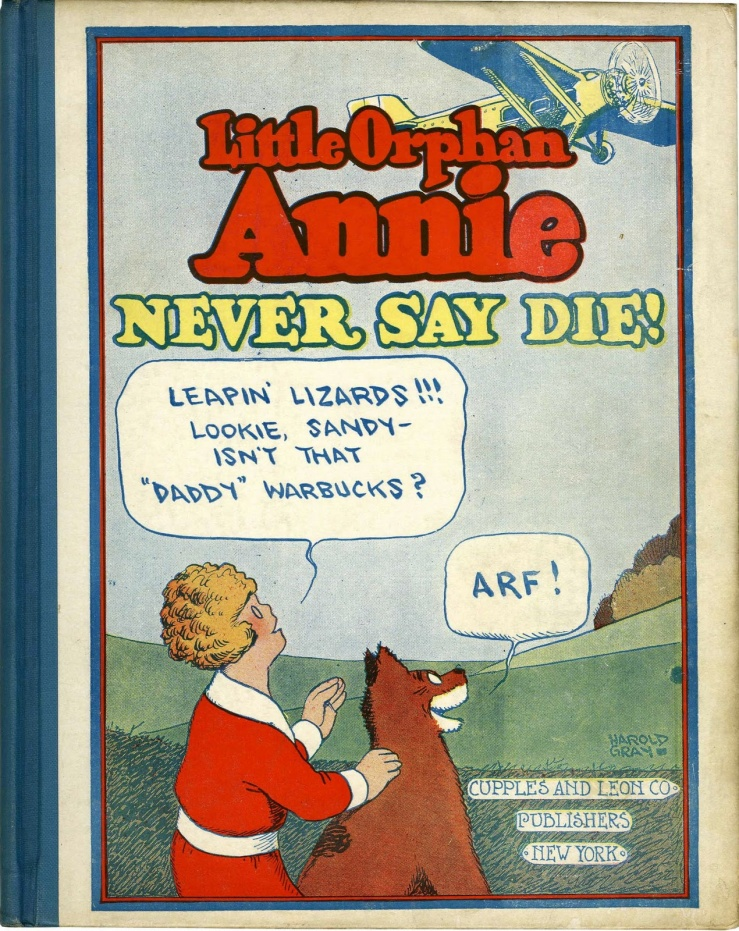 Little Orphan
Annie
NEVER SAY DIE!
LEAPIN' LIZARDS!!!
LOOKIE, SANDY-
ISN'T THAT
"DADDY" WARBUCKS?
ARF!
HAROLD
GRAY
CUPPLES AND LEON CO
PUBLISHERS
NEW YORK